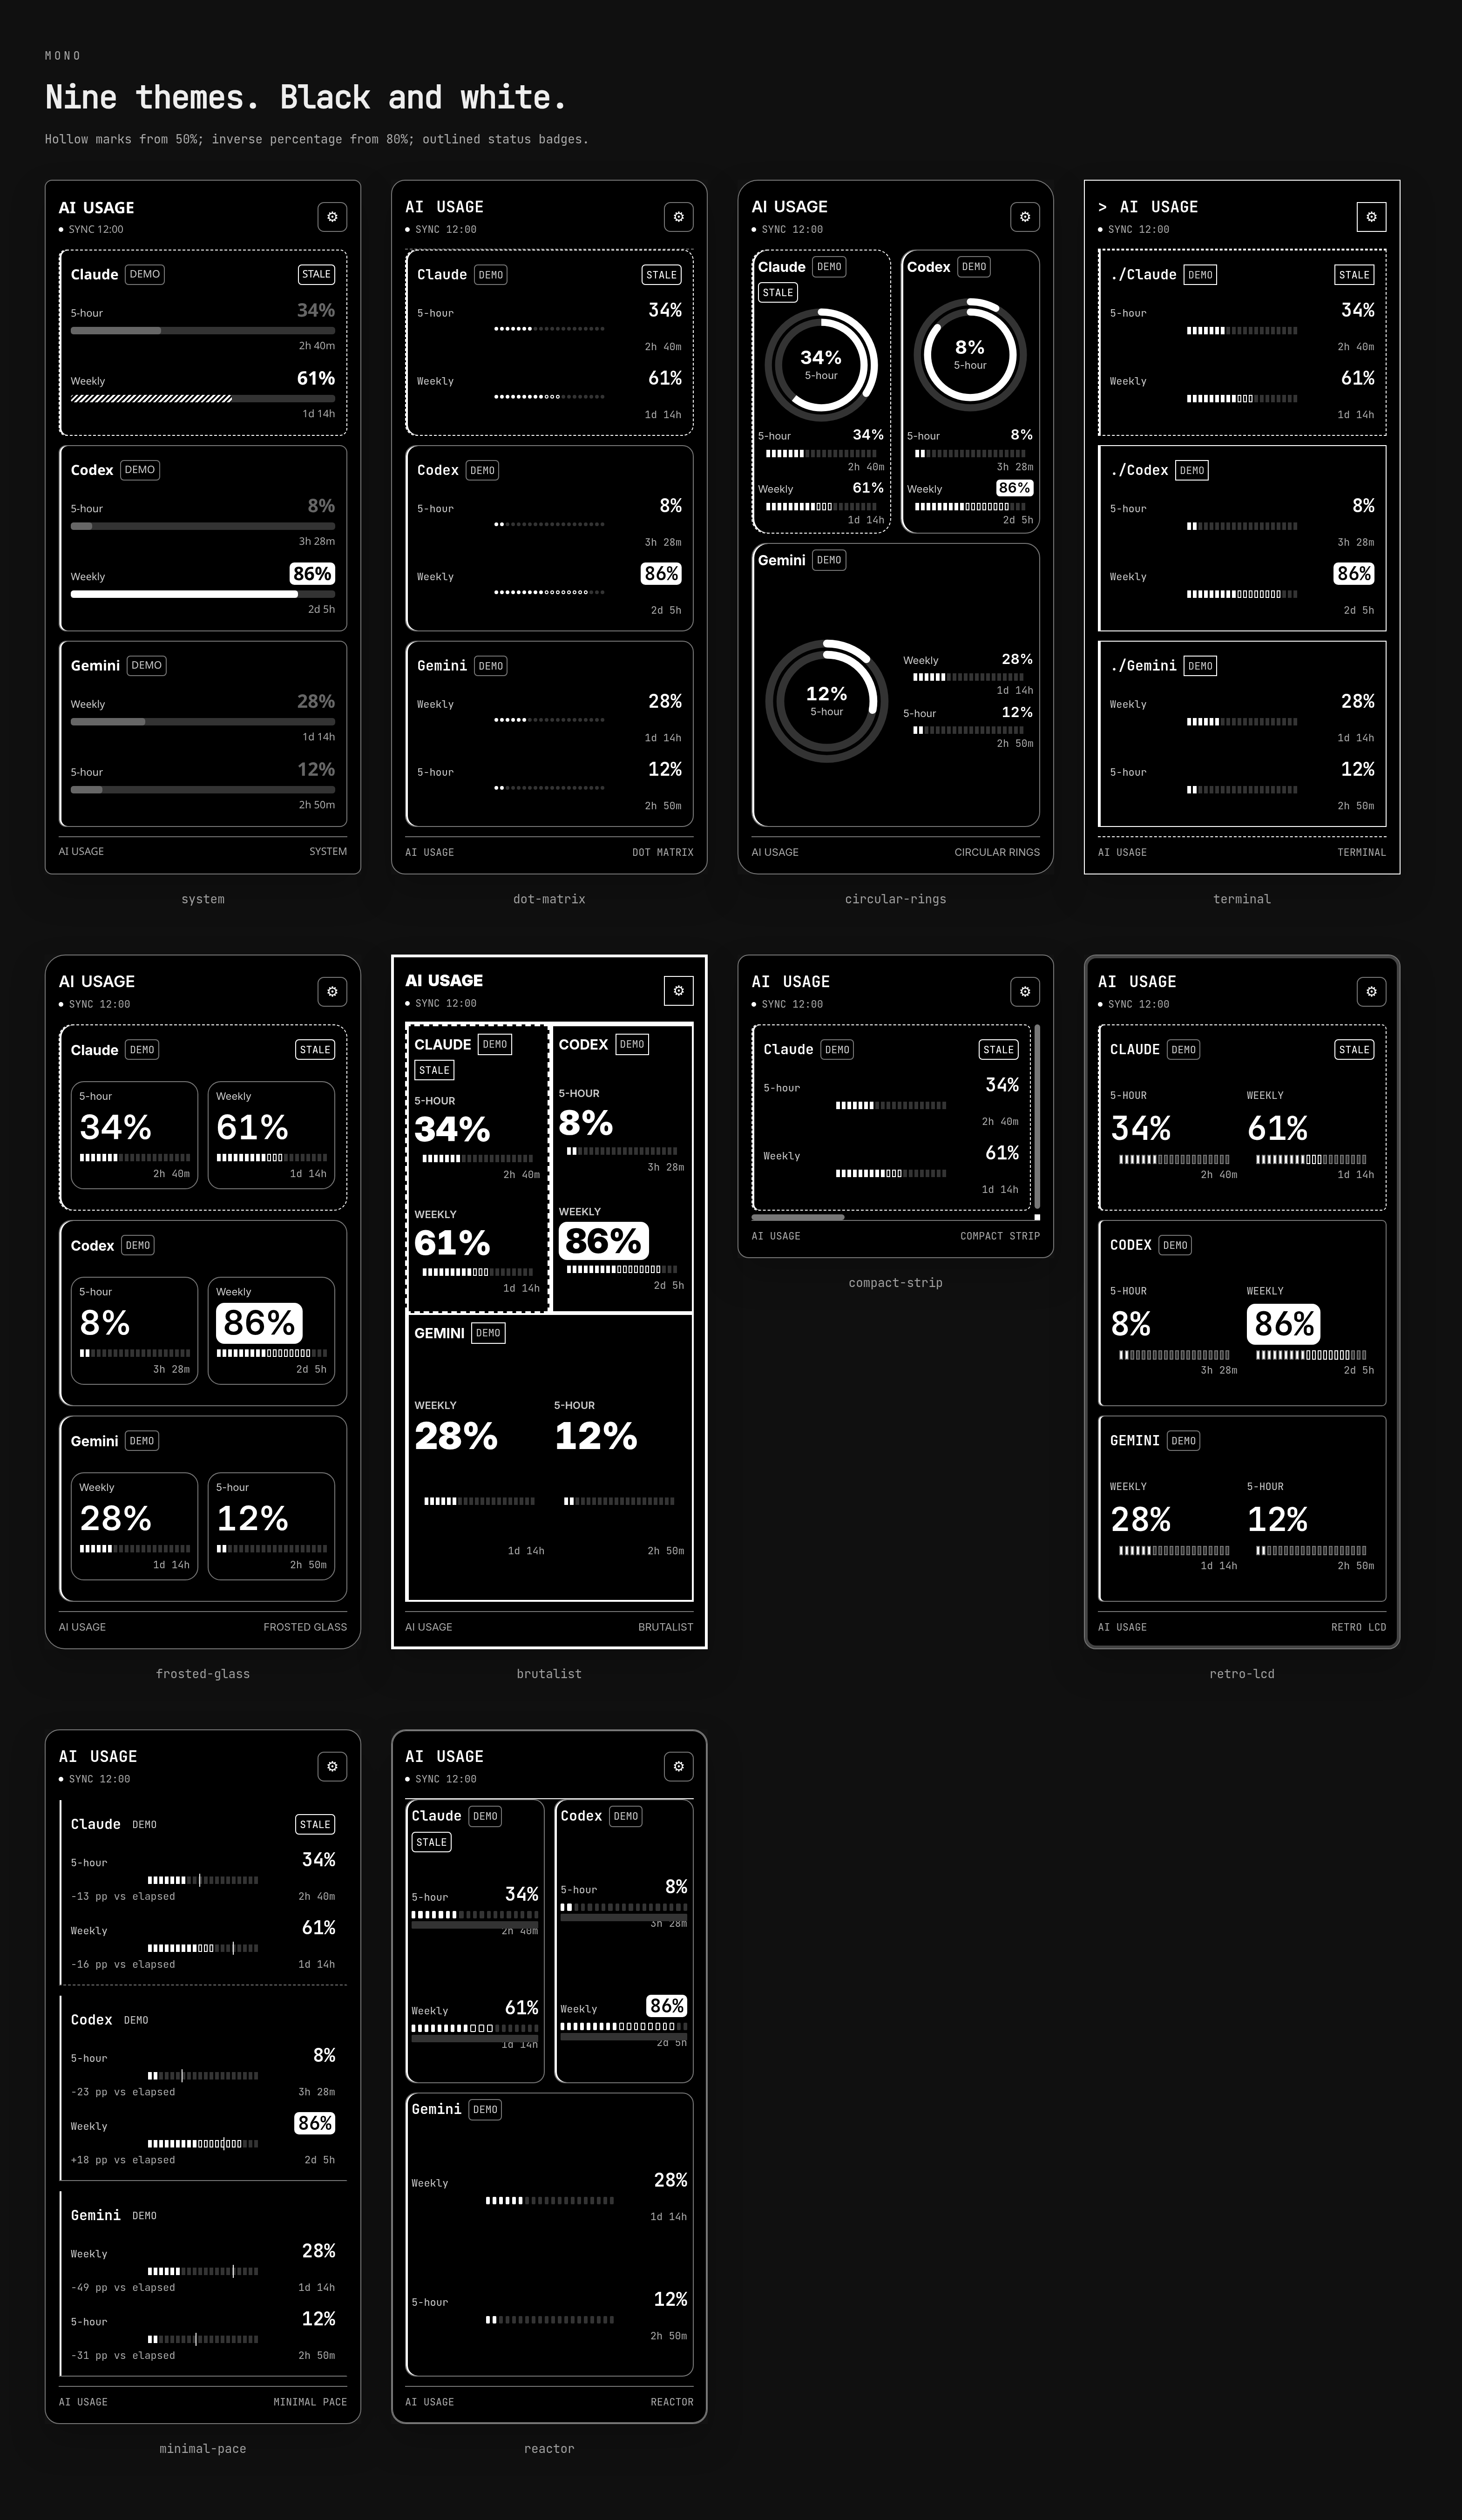 MONO
Nine themes. Black and white.
Hollow marks from 50%; inverse percentage from 80%; outlined status badges.
AI USAGE
SYNC 12:00
Claude DEMO STALE
5-hour 34%
2h 40m
Weekly 61%
1d 14h
Codex DEMO
5-hour 8%
3h 28m
Weekly 86%
2d 5h
Gemini DEMO
Weekly 28%
1d 14h
5-hour 12%
2h 50m
AI USAGE SYSTEM
system
AI USAGE
SYNC 12:00
Claude DEMO STALE
5-hour 34%
2h 40m
Weekly 61%
1d 14h
Codex DEMO
5-hour 8%
3h 28m
Weekly 86%
2d 5h
Gemini DEMO
Weekly 28%
1d 14h
5-hour 12%
2h 50m
AI USAGE DOT MATRIX
dot-matrix
AI USAGE
SYNC 12:00
Claude DEMO
STALE
34%
5-hour
5-hour 34%
2h 40m
Weekly 61%
1d 14h
Codex DEMO
8%
5-hour
5-hour 8%
3h 28m
Weekly 86%
2d 5h
Gemini DEMO
12%
5-hour
Weekly 28%
1d 14h
5-hour 12%
2h 50m
AI USAGE CIRCULAR RINGS
circular-rings
> AI USAGE
SYNC 12:00
./Claude DEMO STALE
5-hour 34%
2h 40m
Weekly 61%
1d 14h
./Codex DEMO
5-hour 8%
3h 28m
Weekly 86%
2d 5h
./Gemini DEMO
Weekly 28%
1d 14h
5-hour 12%
2h 50m
AI USAGE TERMINAL
terminal
AI USAGE
SYNC 12:00
Claude DEMO STALE
5-hour Weekly
34% 61%
2h 40m 1d 14h
Codex DEMO
5-hour Weekly
8% 86%
3h 28m 2d 5h
Gemini DEMO
Weekly 5-hour
28% 12%
1d 14h 2h 50m
AI USAGE FROSTED GLASS
frosted-glass
AI USAGE
SYNC 12:00
CLAUDE DEMO
STALE
5-HOUR
34%
2h 40m
WEEKLY
61%
1d 14h
CODEX DEMO
5-HOUR
8%
3h 28m
WEEKLY
86%
2d 5h
GEMINI DEMO
WEEKLY 5-HOUR
28% 12%
1d 14h 2h 50m
AI USAGE BRUTALIST
brutalist
AI USAGE
SYNC 12:00
Claude DEMO STALE
5-hour 34%
2h 40m
Weekly 61%
1d 14h
AI USAGE COMPACT STRIP
compact-strip
AI USAGE
SYNC 12:00
CLAUDE DEMO STALE
5-HOUR WEEKLY
34% 61%
2h 40m 1d 14h
CODEX DEMO
5-HOUR WEEKLY
8% 86%
3h 28m 2d 5h
GEMINI DEMO
WEEKLY 5-HOUR
28% 12%
1d 14h 2h 50m
AI USAGE RETRO LCD
retro-lcd
AI USAGE
SYNC 12:00
Claude DEMO STALE
5-hour 34%
-13 pp vs elapsed 2h 40m
Weekly 61%
-16 pp vs elapsed 1d 14h
Codex DEMO
5-hour 8%
-23 pp vs elapsed 3h 28m
Weekly 86%
+18 pp vs elapsed 2d 5h
Gemini DEMO
Weekly 28%
-49 pp vs elapsed 1d 14h
5-hour 12%
-31 pp vs elapsed 2h 50m
AI USAGE MINIMAL PACE
minimal-pace
AI USAGE
SYNC 12:00
Claude DEMO
STALE
5-hour 34%
2h 40m
Weekly 61%
1d 14h
Codex DEMO
5-hour 8%
3h 28m
Weekly 86%
2d 5h
Gemini DEMO
Weekly 28%
1d 14h
5-hour 12%
2h 50m
AI USAGE REACTOR
reactor